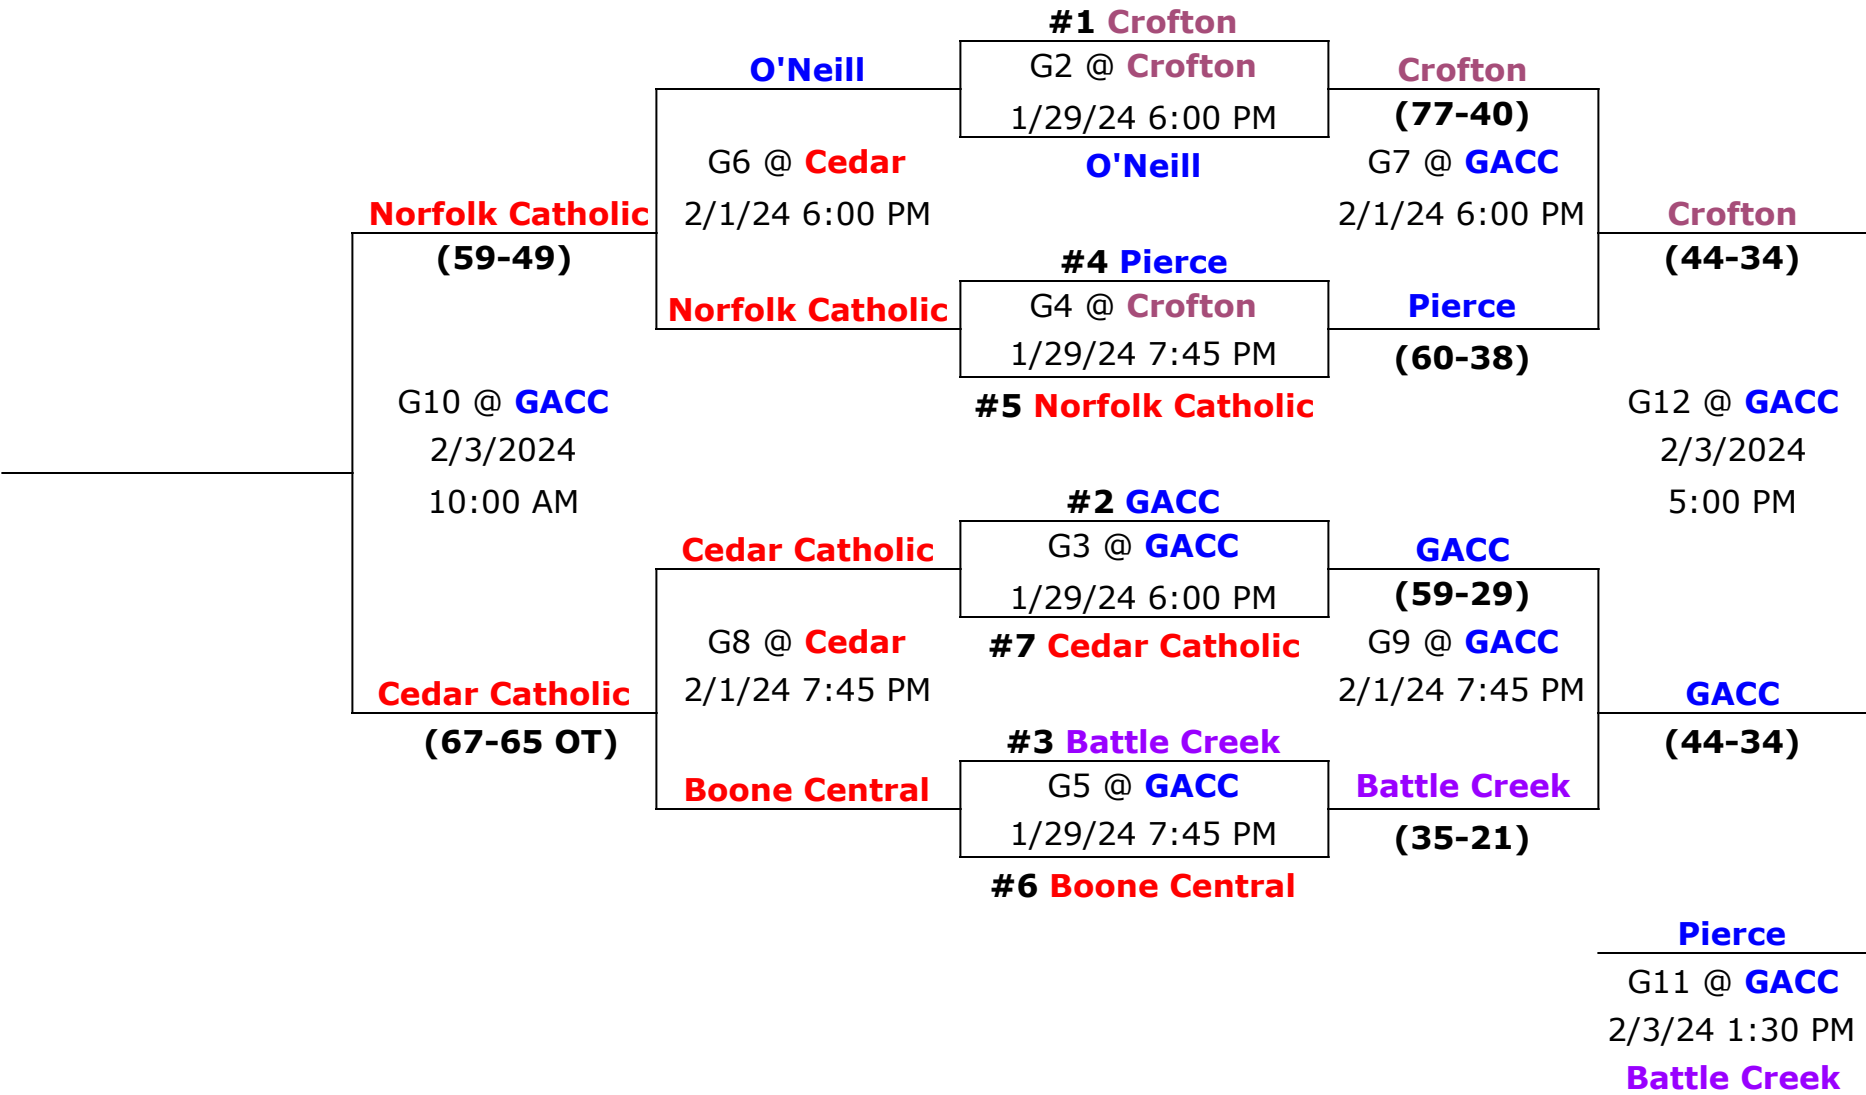 #1 Crofton
O'Neill
G2 @ Crofton
Crofton
1/29/24 6:00 PM
(77-40)
G6 @ Cedar
O'Neill
G7 @ GACC
Norfolk Catholic
2/1/24 6:00 PM
2/1/24 6:00 PM
Crofton
(59-49)
#4 Pierce
(44-34)
Norfolk Catholic
G4 @ Crofton
Pierce
1/29/24 7:45 PM
(60-38)
G10 @ GACC
#5 Norfolk Catholic
G12 @ GACC
2/3/2024
2/3/2024
10:00 AM
#2 GACC
5:00 PM
Cedar Catholic
G3 @ GACC
GACC
1/29/24 6:00 PM
(59-29)
G8 @ Cedar
#7 Cedar Catholic
G9 @ GACC
Cedar Catholic
2/1/24 7:45 PM
2/1/24 7:45 PM
GACC
(67-65 OT)
#3 Battle Creek
(44-34)
Boone Central
G5 @ GACC
Battle Creek
1/29/24 7:45 PM
(35-21)
#6 Boone Central
Pierce
G11 @ GACC
2/3/24 1:30 PM
Battle Creek